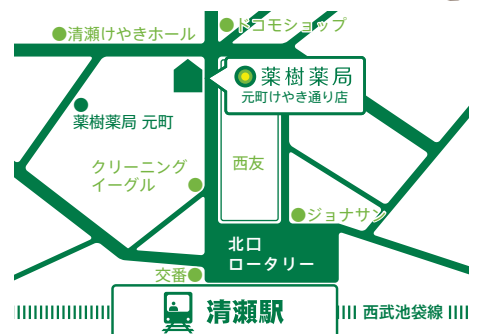 ドコモショップ
清瀬けやきホール
薬樹薬局
元町けやき通り店
薬樹薬局 元町
クリーニング
イーグル
西友
ジョナサン
北口
ロータリー
交番
清瀬駅
西武池袋線